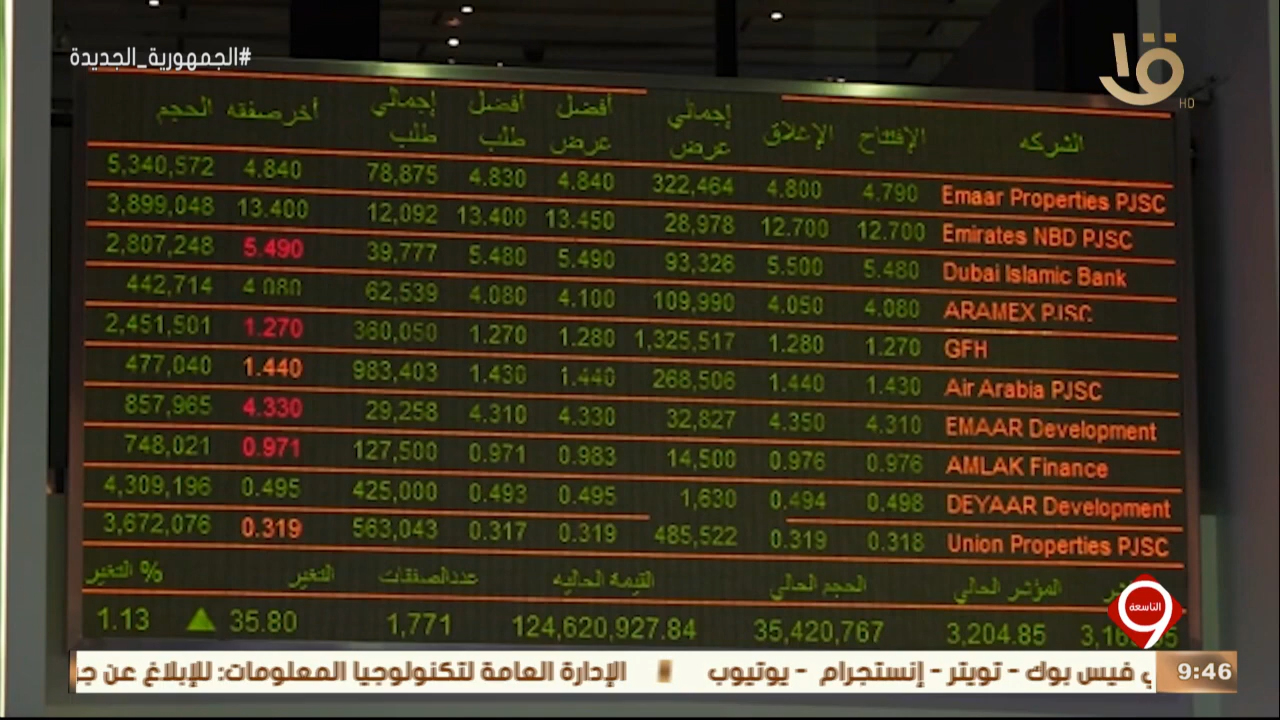 #الجمهورية_الجديدة
HD
الشركه الإفتتاح الإغلاق إجمالي عرض أفضل عرض أفضل طلب إجمالي طلب أخرصفقه الحجم
Emaar Properties PJSC 4.790 4.800 322,464 4.840 4.830 78,875 4.840 5,340,572
Emirates NBD PJSC 12.700 12.700 28,978 13.450 13.400 12,092 13.400 3,899,048
Dubai Islamic Bank 5.480 5.500 93,326 5.490 5.480 39,777 5.490 2,807,248
ARAMEX PJSC 4.080 4.050 109,990 4.100 4.080 62,539 4.080 442,714
GFH 1.270 1.280 1,325,517 1.280 1.270 360,050 1.270 2,451,501
Air Arabia PJSC 1.430 1.440 268,506 1.440 1.430 983,403 1.440 477,040
EMAAR Development 4.310 4.350 32,827 4.330 4.310 29,258 4.330 857,965
AMLAK Finance 0.976 0.976 14,500 0.983 0.971 127,500 0.971 748,021
DEYAAR Development 0.498 0.494 1,630 0.495 0.493 425,000 0.495 4,309,196
Union Properties PJSC 0.318 0.319 485,522 0.319 0.317 563,043 0.319 3,672,076
المؤشر الحالي الحجم الحالي القيمة الحاليه عددالصفقات التغير % التغير
3,204.85 35,420,767 124,620,927.84 1,771 35.80 ▲ 1.13
التاسعة
9
9:46
فيس بوك - تويتر - إنستجرام - يوتيوب الإدارة العامة لتكنولوجيا المعلومات: للإبلاغ عن